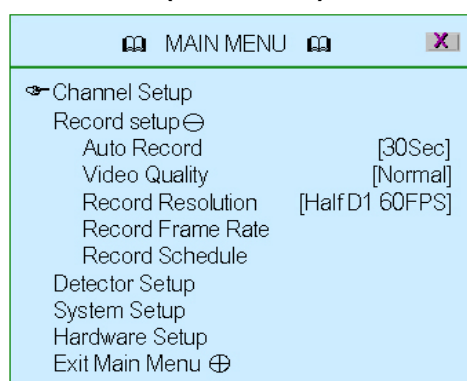 MAIN MENU X
Channel Setup
Record setup
Auto Record [30Sec]
Video Quality [Normal]
Record Resolution [Half D1 60FPS]
Record Frame Rate
Record Schedule
Detector Setup
System Setup
Hardware Setup
Exit Main Menu